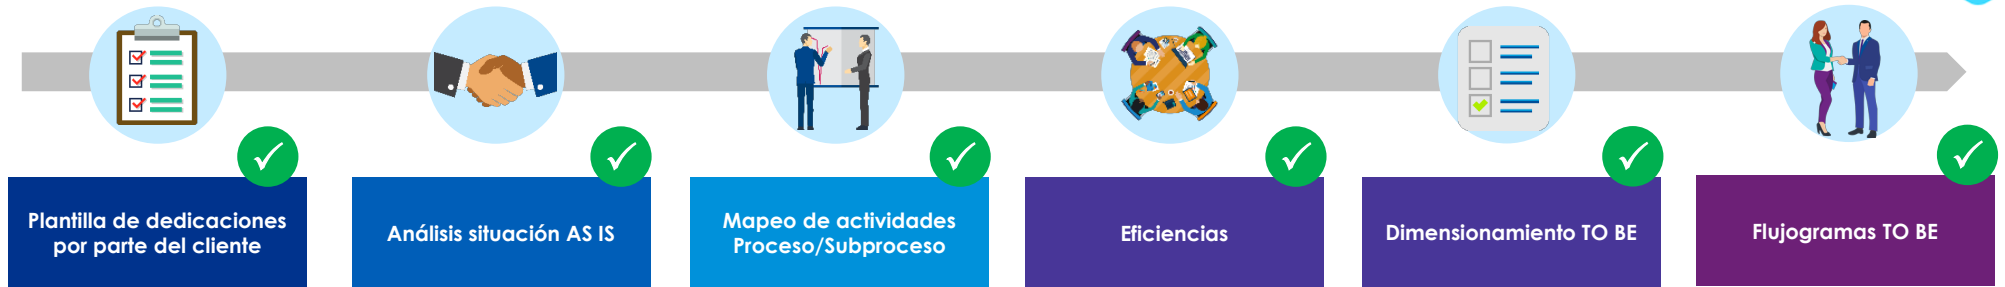 Plantilla de dedicaciones
por parte del cliente
Análisis situación AS IS
Mapeo de actividades
Proceso/Subproceso
Eficiencias
Dimensionamiento TO BE
Flujogramas TO BE